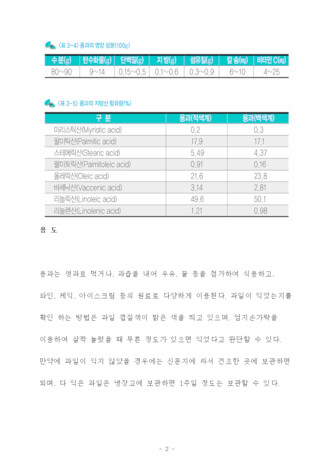 〈표 3-4〉 용과의 영양 성분(100g)
수분(g) 탄수화물(g) 단백질(g) 지방(g) 섬유질(g) 칼슘(mg) 비타민 C(mg)
80~90 9~14 0.15~0.5 0.1~0.6 0.3~0.9 6~10 4~25
〈표 3-5〉 용과의 지방산 함유량(%)
구 분 용과(적색계) 용과(백색계)
미리스틱산(Myristic acid) 0.2 0.3
팔미틱산(Palmitic acid) 17.9 17.1
스테에릭산(Stearic acid) 5.49 4.37
팔미토릭산(Palmitoleic acid) 0.91 0.16
올레릭산(Oleic acid) 21.6 23.8
바세닉산(Vaccenic acid) 3.14 2.81
리놀릭산(Linoleic acid) 49.6 50.1
리놀렌산(Linolenic acid) 1.21 0.98
용 도
용과는 생과로 먹거나, 과즙을 내어 우유, 꿀 등을 첨가하여 식용하고,
와인, 케익, 아이스크림 등의 원료로 다양하게 이용된다. 과일이 익었는지를
확인 하는 방법은 과일 껍질색이 밝은 색을 띄고 있으며, 엄지손가락을
이용하여 살짝 눌렀을 때 무른 정도가 있으면 익었다고 판단할 수 있다.
만약에 과일이 익지 않았을 경우에는 신문지에 싸서 건조한 곳에 보관하면
되며, 다 익은 과일은 냉장고에 보관하면 1주일 정도는 보관할 수 있다.
- 2 -